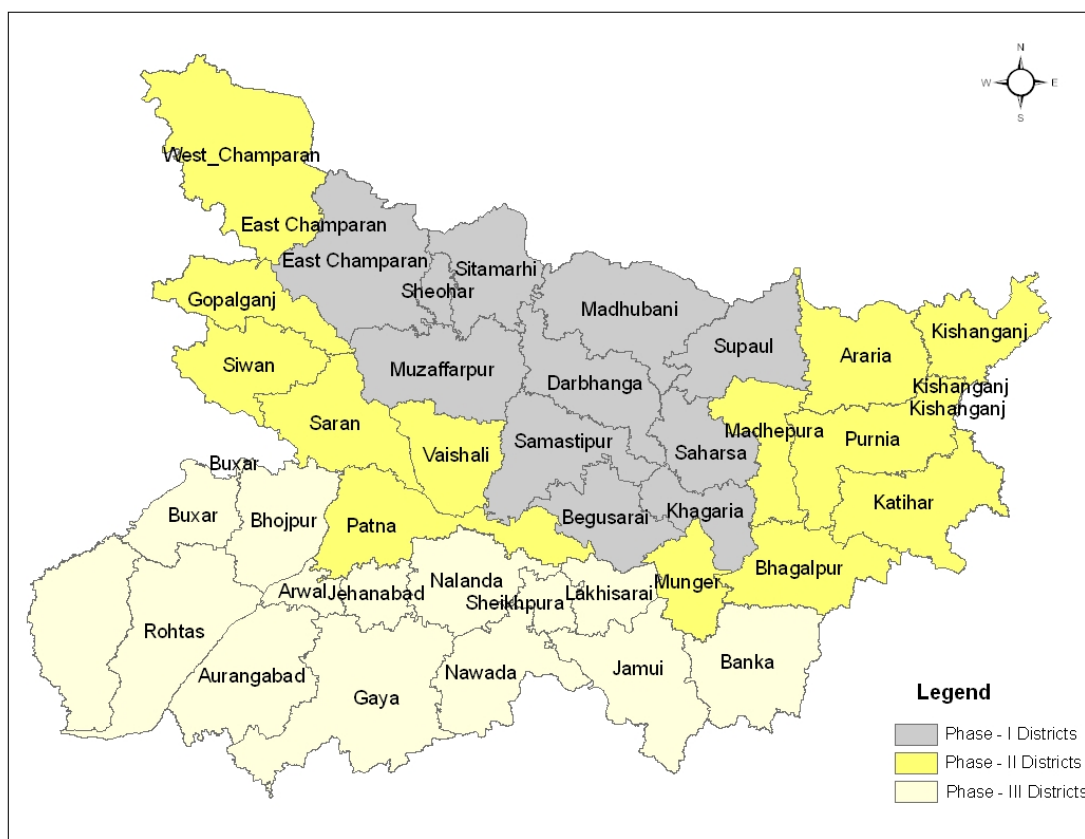 N
W E
S
West_Champaran
East Champaran
East Champaran
Sitamarhi
Sheohar
Gopalganj
Madhubani
Kishanganj
Supaul
Araria
Siwan
Muzaffarpur
Darbhanga
Kishanganj
Kishanganj
Saran
Madhepura
Purnia
Samastipur
Vaishali
Saharsa
Buxar
Katihar
Khagaria
Buxar
Bhojpur
Patna
Begusarai
Bhagalpur
Munger
Nalanda
Arwal
Jehanabad
Sheikhpura
Lakhisarai
Rohtas
Aurangabad
Nawada
Jamui
Banka
Gaya
Legend
Phase - I Districts
Phase - II Districts
Phase - III Districts